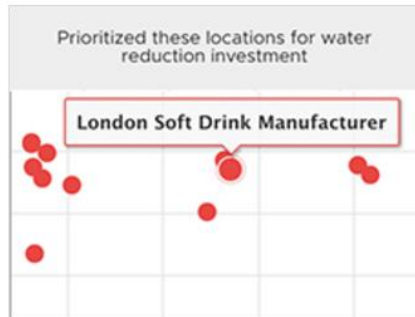 Prioritized these locations for water
reduction investment
London Soft Drink Manufacturer